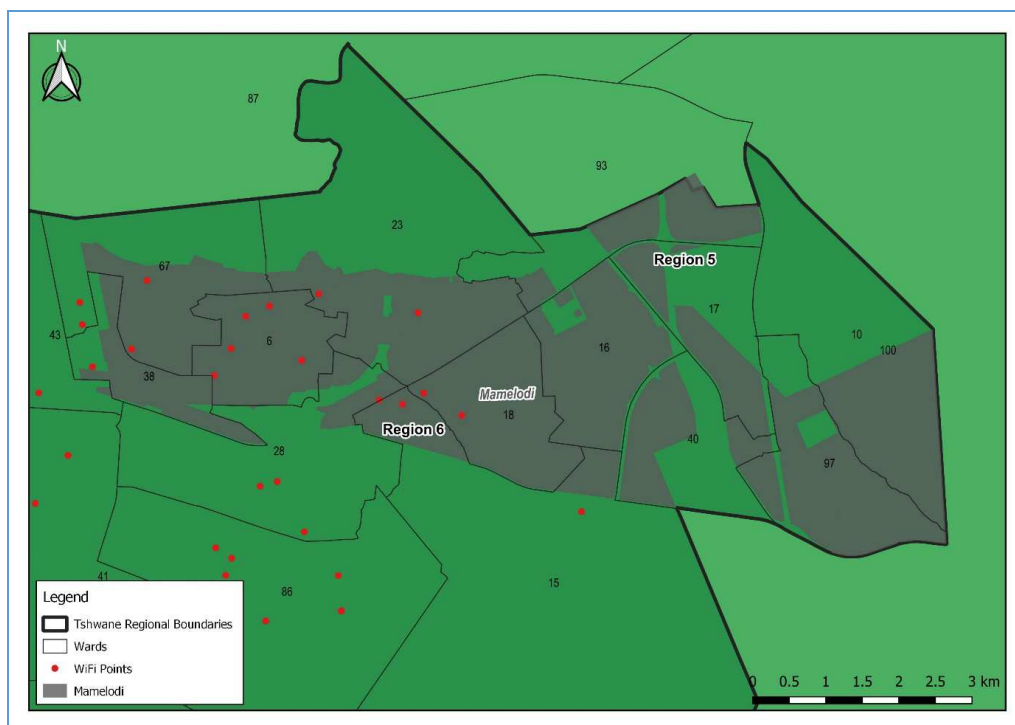 N
87
93
23
Region 5
67
17
10
43
6
16
100
38
Mamelodi
18
Region 6
40
28
97
15
41
86
Legend
Tshwane Regional Boundaries
Wards
WiFi Points
Mamelodi
0 0.5 1 1.5 2 2.5 3 km